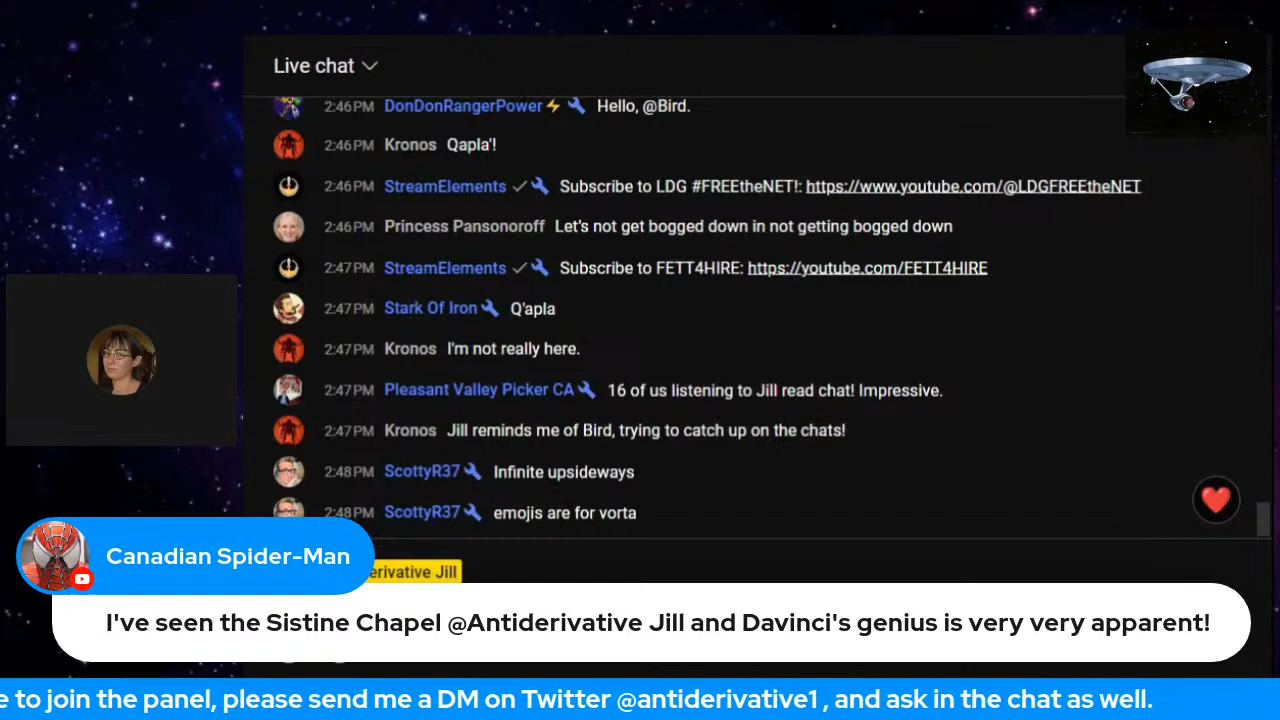 Live chat
2:46PM DonDonRangerPower Hello, @Bird.
2:46PM Kronos Qapla'!
2:46PM StreamElements Subscribe to LDG #FREEtheNET!: https://www.youtube.com/@LDGFREEtheNET
2:46PM Princess Pansonoroff Let's not get bogged down in not getting bogged down
2:47PM StreamElements Subscribe to FETT4HIRE: https://youtube.com/FETT4HIRE
2:47PM Stark Of Iron Q'apla
2:47PM Kronos I'm not really here.
2:47PM Pleasant Valley Picker CA 16 of us listening to Jill read chat! Impressive.
2:47PM Kronos Jill reminds me of Bird, trying to catch up on the chats!
2:48PM ScottyR37 Infinite upsideways
2:48PM ScottyR37 emojis are for vorta
Canadian Spider-Man
erivative Jill
I've seen the Sistine Chapel @Antiderivative Jill and Davinci's genius is very very apparent!
e to join the panel, please send me a DM on Twitter @antiderivative1 , and ask in the chat as well.